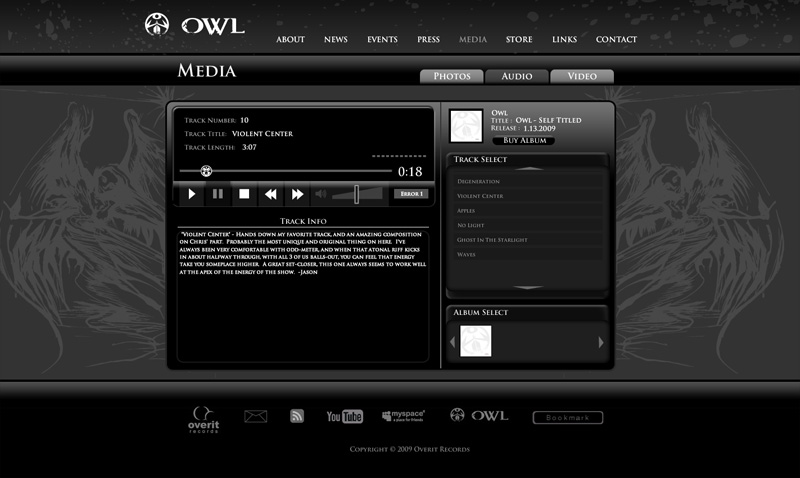 OWL
ABOUT NEWS EVENTS PRESS MEDIA STORE LINKS CONTACT
MEDIA
PHOTOS AUDIO VIDEO
TRACK NUMBER: 10
TRACK TITLE: VIOLENT CENTER
TRACK LENGTH: 3:07
0:18
ERROR 1
TRACK INFO
"VIOLENT CENTER" - HANDS DOWN MY FAVORITE TRACK, AND AN AMAZING COMPOSITION
ON CHRIS' PART. PROBABLY THE MOST UNIQUE AND ORIGINAL THING ON HERE. I'VE
ALWAYS BEEN VERY COMFORTABLE WITH ODD-METER, AND WHEN THAT ATONAL RIFF KICKS
IN ABOUT HALFWAY THROUGH, WITH ALL 3 OF US BALLS-OUT, YOU CAN FEEL THAT ENERGY
TAKE YOU SOMEPLACE HIGHER. A GREAT SET-CLOSER, THIS ONE ALWAYS SEEMS TO WORK WELL
AT THE APEX OF THE ENERGY OF THE SHOW. -JASON
OWL
TITLE : OWL - SELF TITLED
RELEASE : 1.13.2009
BUY ALBUM
TRACK SELECT
DEGENERATION
VIOLENT CENTER
APPLES
NO LIGHT
GHOST IN THE STARLIGHT
WAVES
ALBUM SELECT
overit
records
YouTube
myspace
a place for friends
OWL
Bookmark
COPYRIGHT © 2009 OVERIT RECORDS